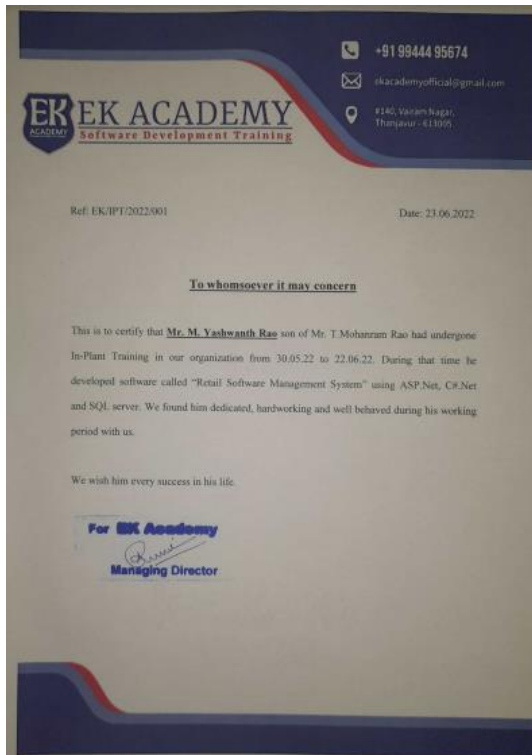 +91 99444 95674
ekacademyofficial@gmail.com
#140, Vairam Nagar,
Thanjavur - 613005.
EK
ACADEMY
EK ACADEMY
Software Development Training
Ref: EK/IPT/2022/001
Date: 23.06.2022
To whomsoever it may concern
This is to certify that Mr. M. Yashwanth Rao son of Mr. T.Mohanram Rao had undergone
In-Plant Training in our organization from 30.05.22 to 22.06.22. During that time he
developed software called “Retail Software Management System” using ASP.Net, C#.Net
and SQL server. We found him dedicated, hardworking and well behaved during his working
period with us.
We wish him every success in his life.
For EK Academy
Managing Director